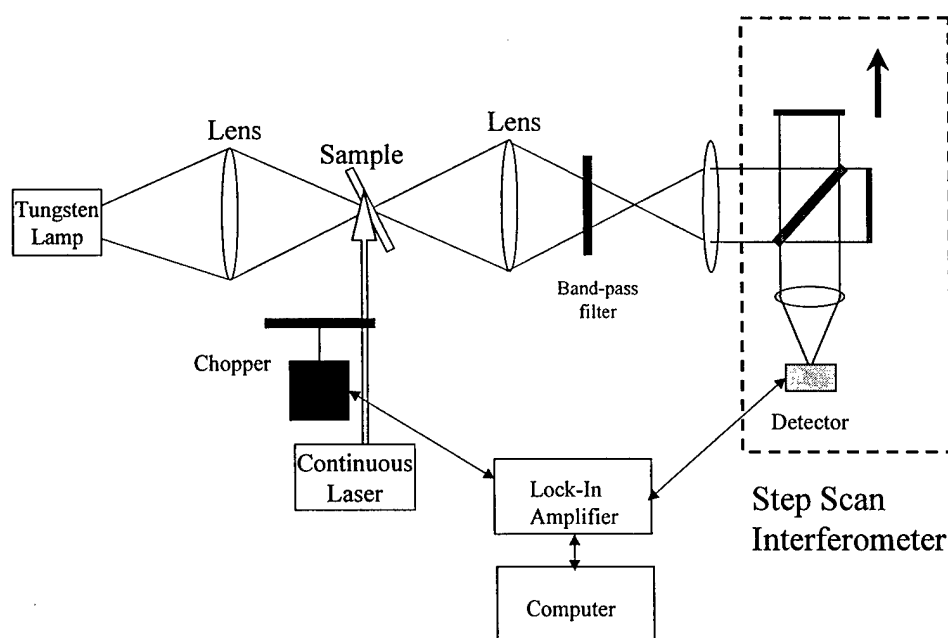 Lens
Lens
Sample
Tungsten
Lamp
Band-pass
filter
Chopper
Detector
Continuous
Laser
Lock-In
Amplifier
Step Scan
Interferometer
Computer